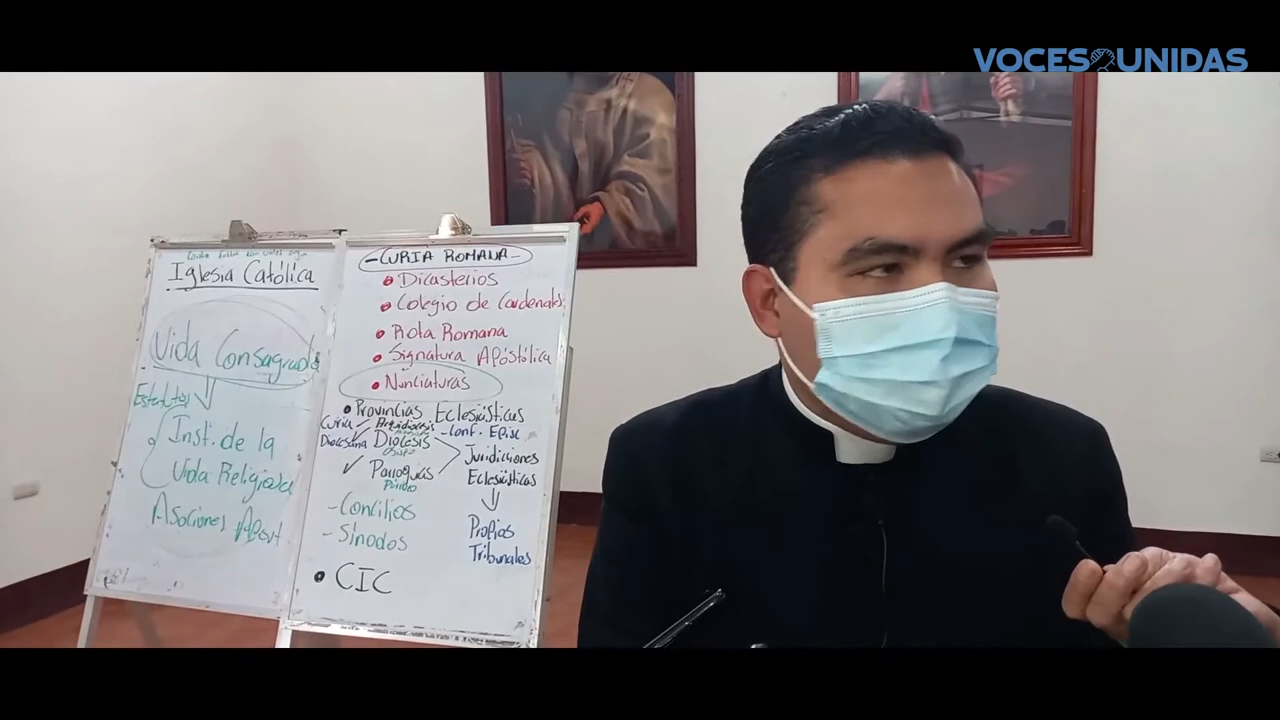 VOCES UNIDAS
Iglesia Católica
Vida Consagrada
Estatutos
Inst. de la
Vida Religiosa
Asociones Apost
-CURIA ROMANA-
Dicasterios
Colegio de Cardenales
Rota Romana
Signatura Apóstólica
Nunciaturas
Provincias Eclesiásticas
Curia Arquidiócesis -Conf. Episc
Diocesana Diócesis
Obispo
Juridicciones
Parroquias
Eclesiásticas
Párroco
-Concilios
Propios
-Sínodos
Tribunales
CIC